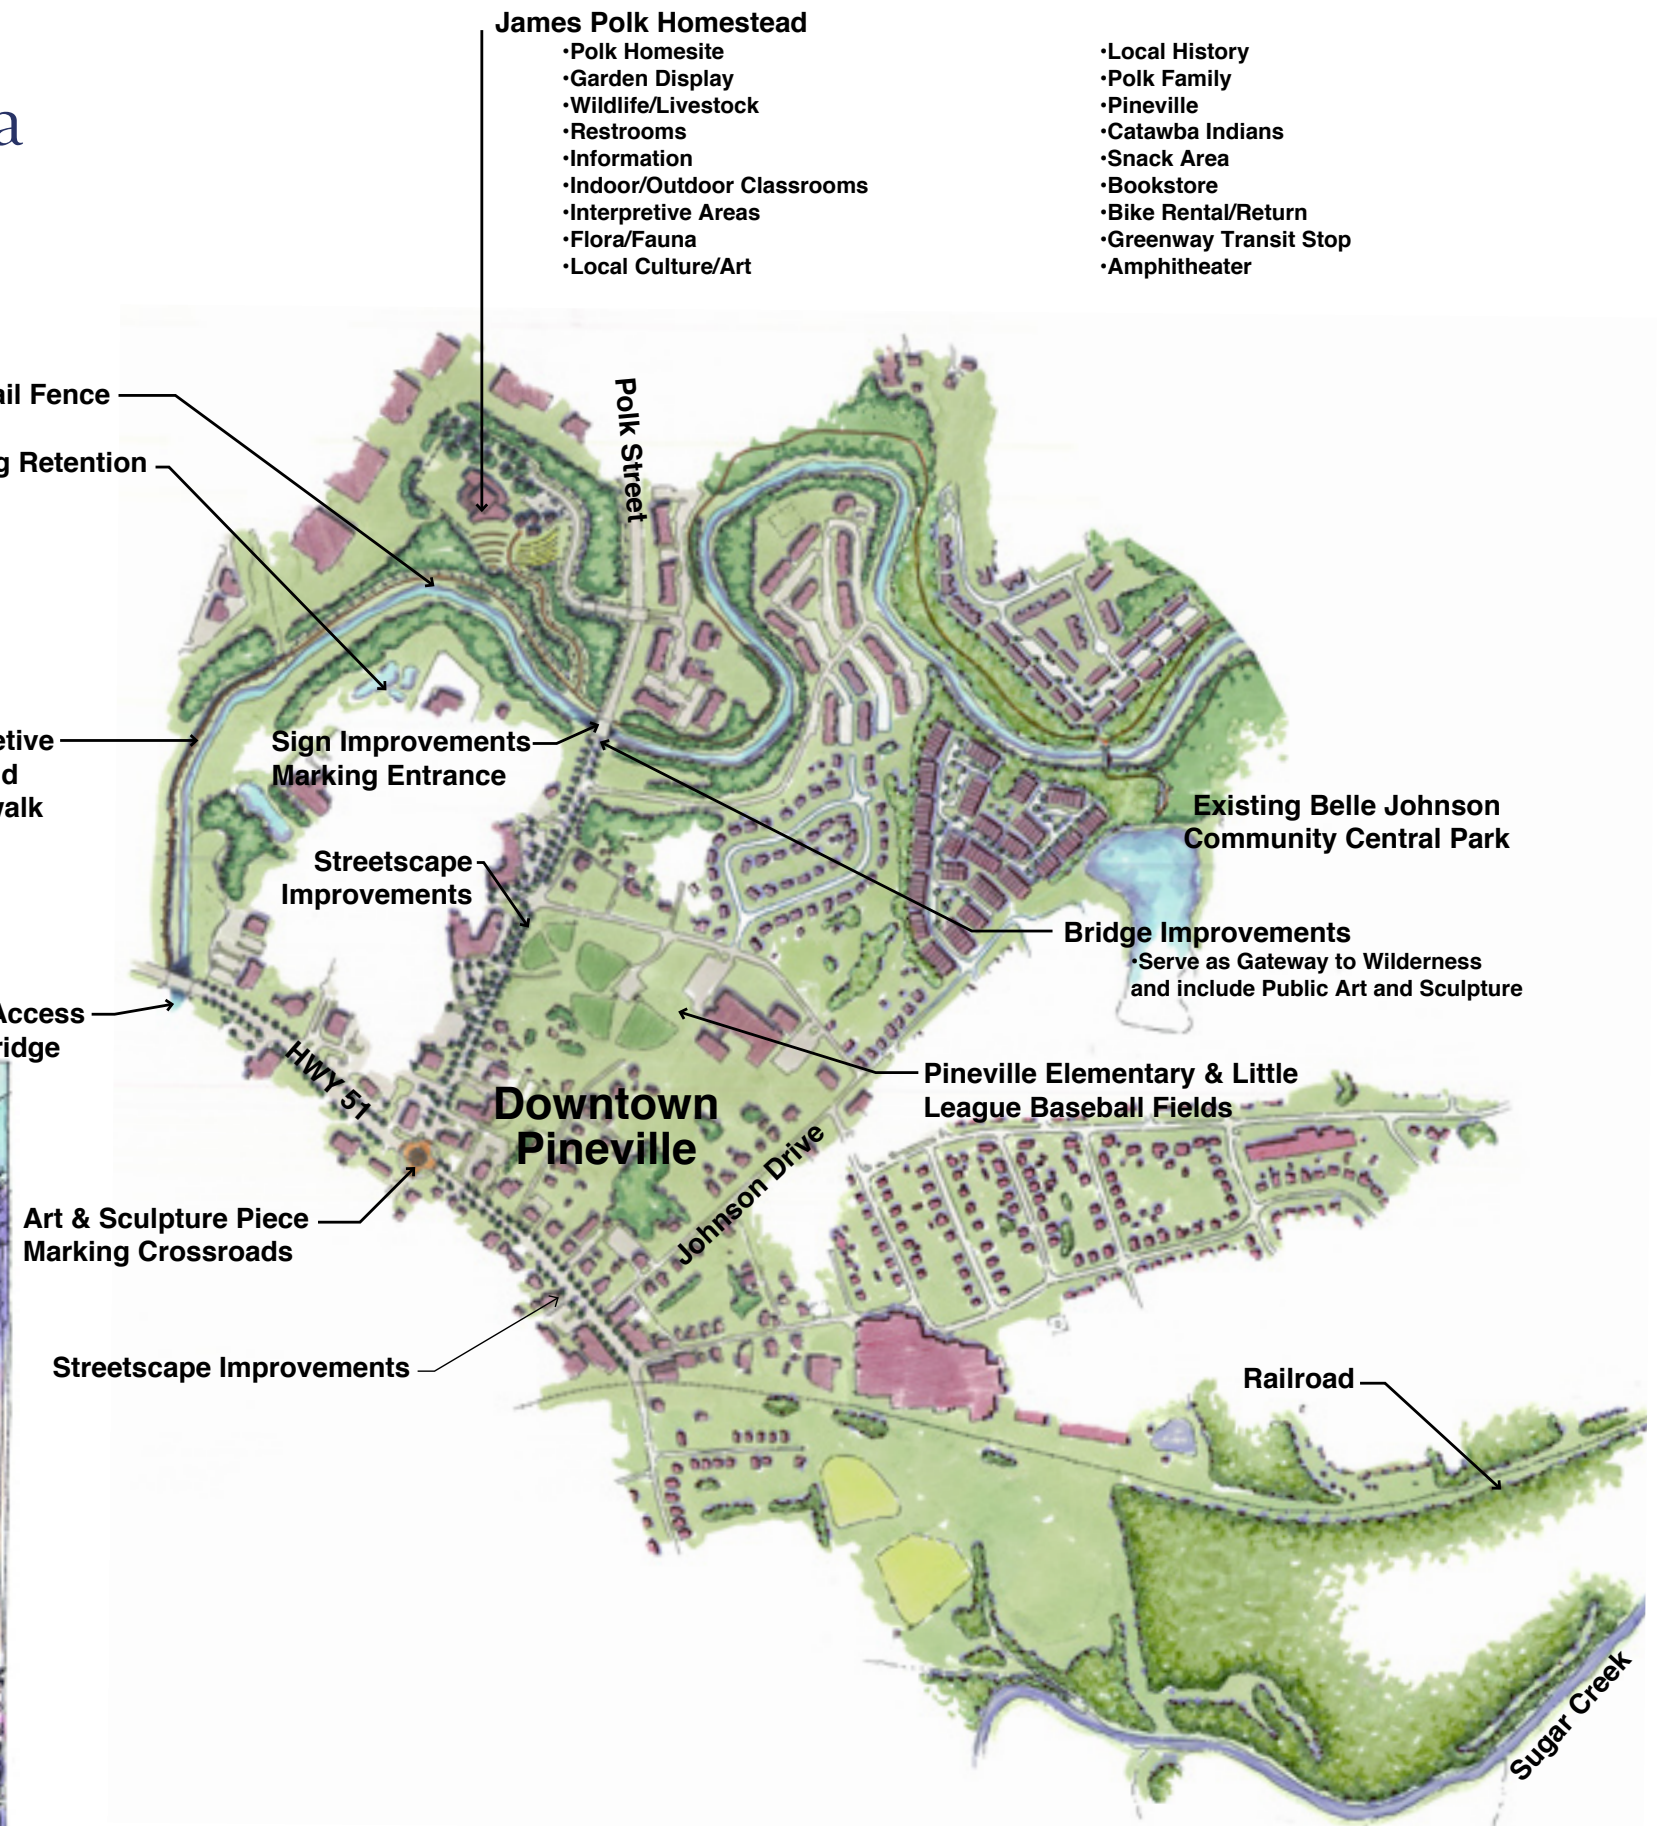 a
James Polk Homestead
•Polk Homesite
•Garden Display
•Wildlife/Livestock
•Restrooms
•Information
•Indoor/Outdoor Classrooms
•Interpretive Areas
•Flora/Fauna
•Local Culture/Art
•Local History
•Polk Family
•Pineville
•Catawba Indians
•Snack Area
•Bookstore
•Bike Rental/Return
•Greenway Transit Stop
•Amphitheater
ail Fence
g Retention
Polk Street
etive
d
valk
Sign Improvements
Marking Entrance
Existing Belle Johnson
Community Central Park
Streetscape
Improvements
Bridge Improvements
•Serve as Gateway to Wilderness
and include Public Art and Sculpture
Access
ridge
HWY 51
Pineville Elementary & Little
League Baseball Fields
Downtown
Pineville
Johnson Drive
Art & Sculpture Piece
Marking Crossroads
Streetscape Improvements
Railroad
Sugar Creek